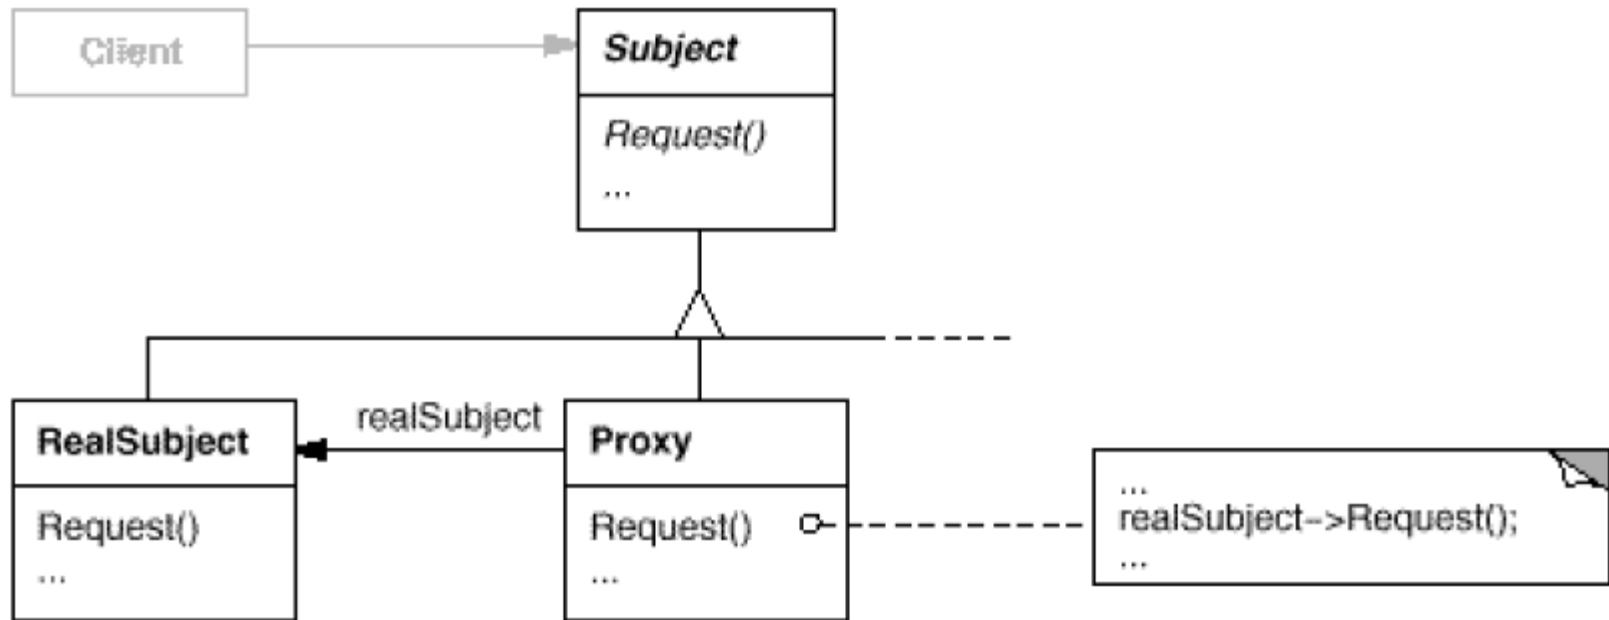 Client
Subject
Request()
...
realSubject
RealSubject
Proxy
Request()
...
Request()
...
...
realSubject->Request();
...